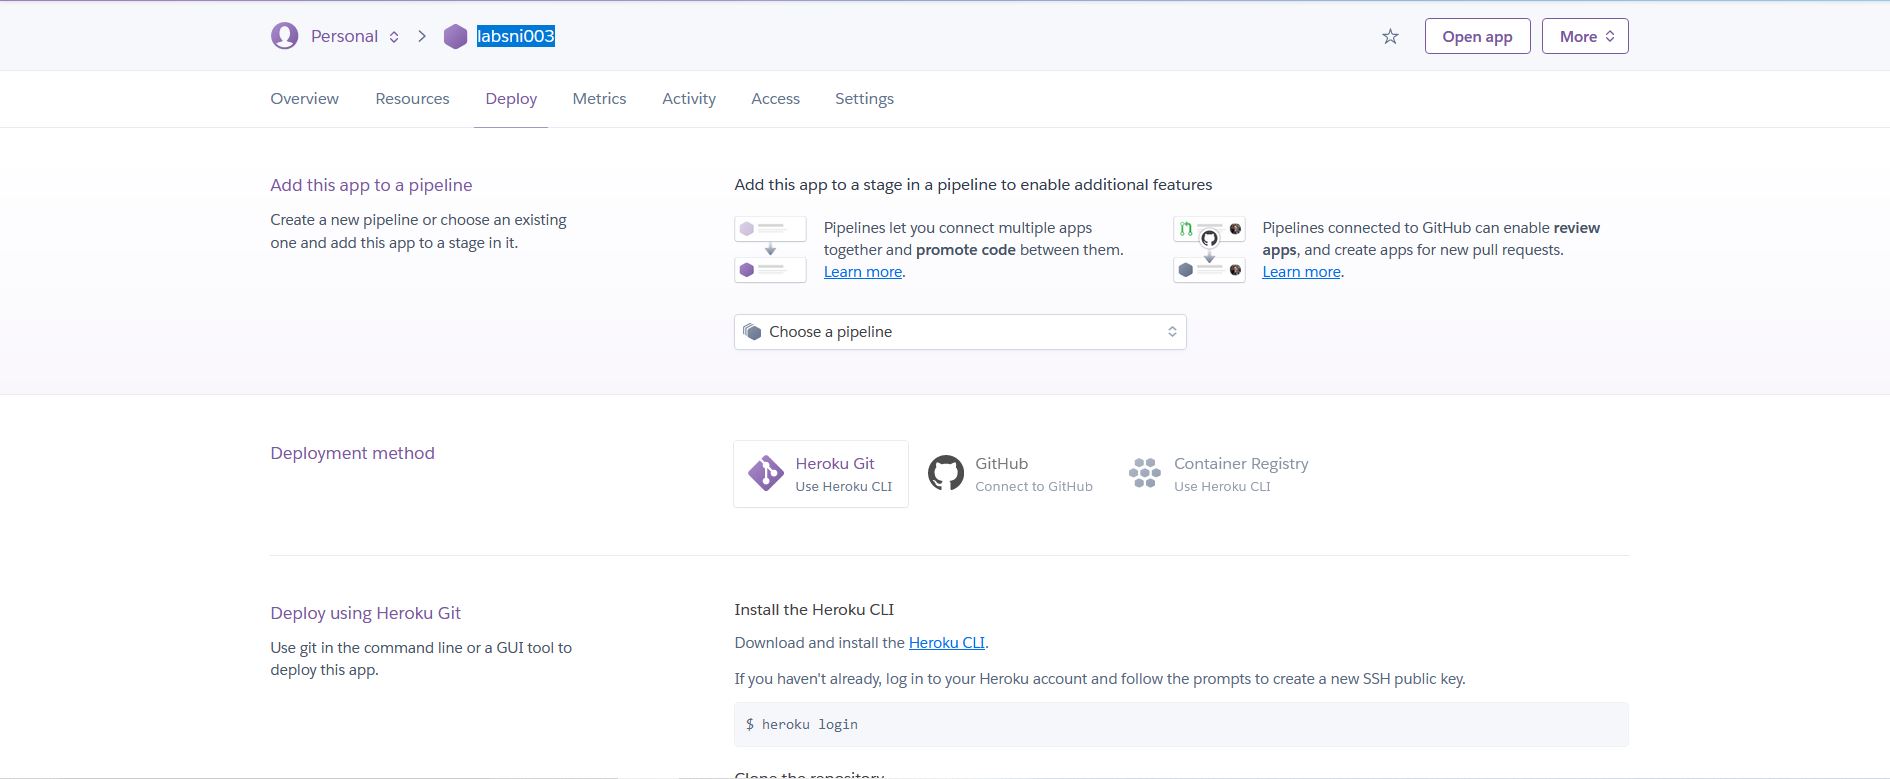 Personal
labsni003
Open app
More
Overview
Resources
Deploy
Metrics
Activity
Access
Settings
Add this app to a pipeline
Create a new pipeline or choose an existing
one and add this app to a stage in it.
Add this app to a stage in a pipeline to enable additional features
Pipelines let you connect multiple apps
together and promote code between them.
Learn more.
Pipelines connected to GitHub can enable review
apps, and create apps for new pull requests.
Learn more.
Choose a pipeline
Deployment method
Heroku Git
Use Heroku CLI
GitHub
Connect to GitHub
Container Registry
Use Heroku CLI
Deploy using Heroku Git
Use git in the command line or a GUI tool to
deploy this app.
Install the Heroku CLI
Download and install the Heroku CLI.
If you haven't already, log in to your Heroku account and follow the prompts to create a new SSH public key.
$ heroku login
Clone the repository